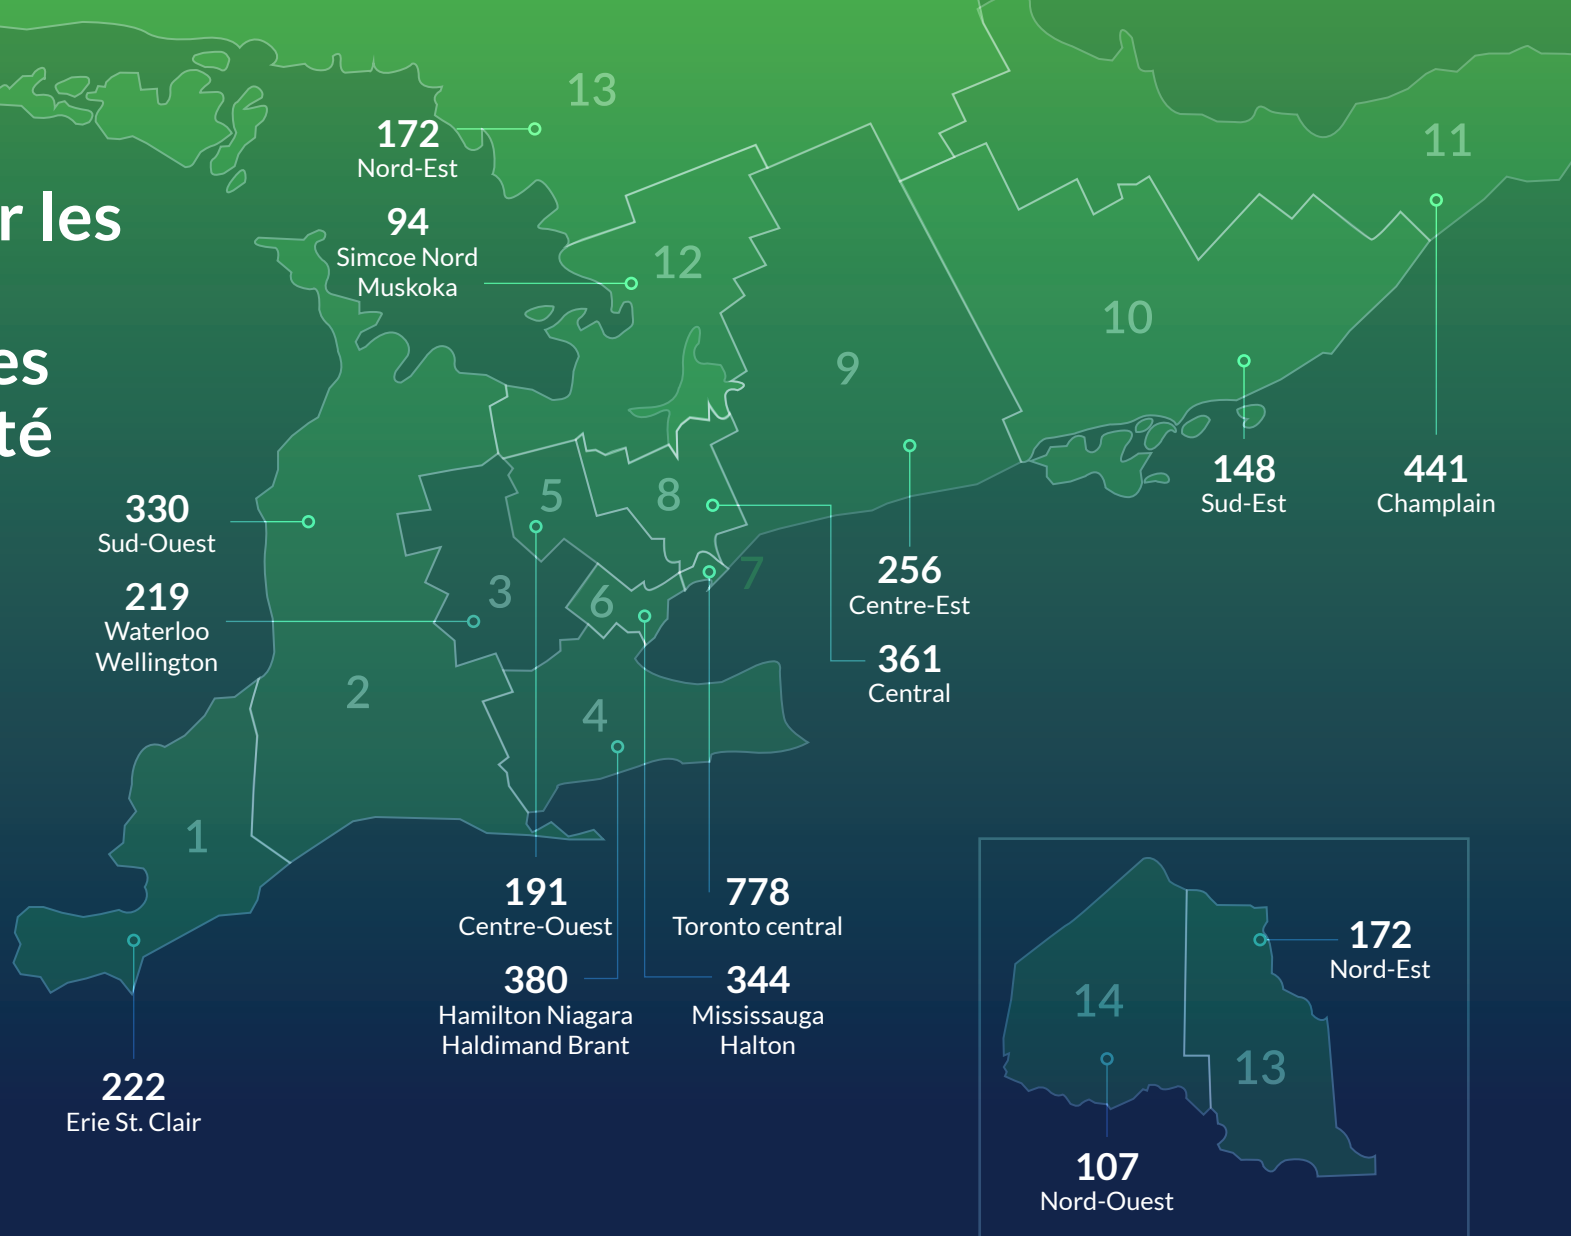 r les
es
té
13
172
Nord-Est
94
Simcoe Nord
Muskoka
12
11
10
9
148
Sud-Est
441
Champlain
330
Sud-Ouest
219
Waterloo
Wellington
5
8
3
6
7
256
Centre-Est
361
Central
2
4
1
191
Centre-Ouest
778
Toronto central
380
Hamilton Niagara
Haldimand Brant
344
Mississauga
Halton
222
Erie St. Clair
172
Nord-Est
14
13
107
Nord-Ouest